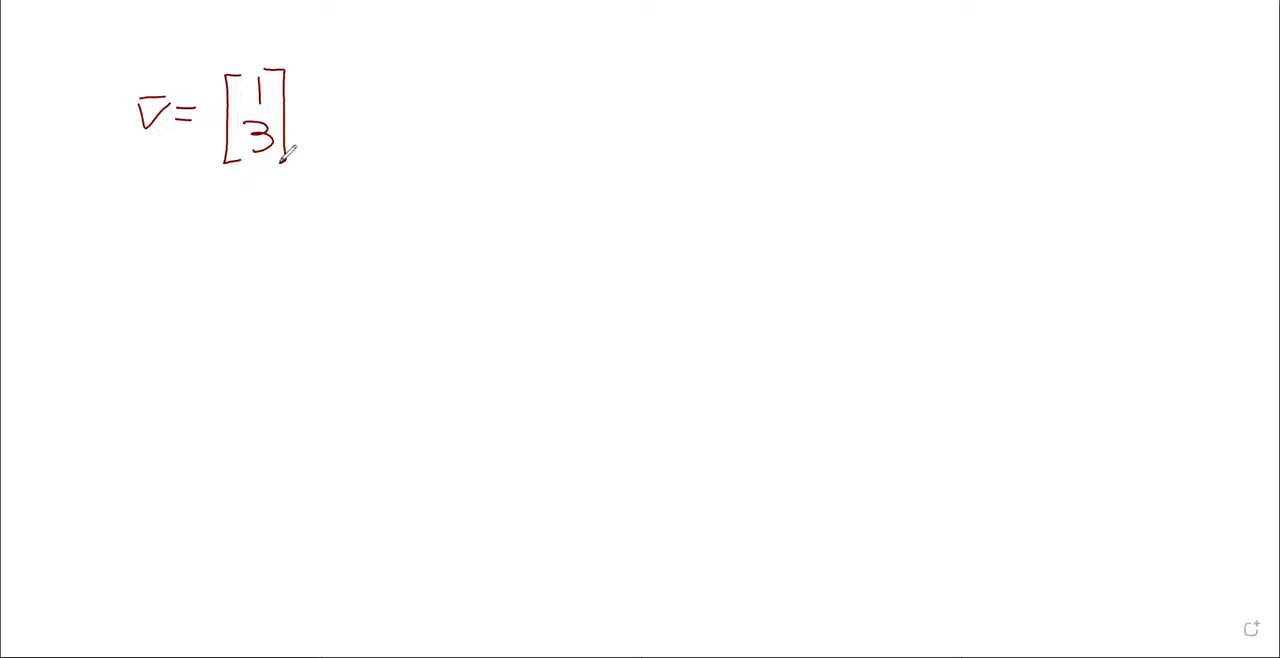 v̅ = [1
3]